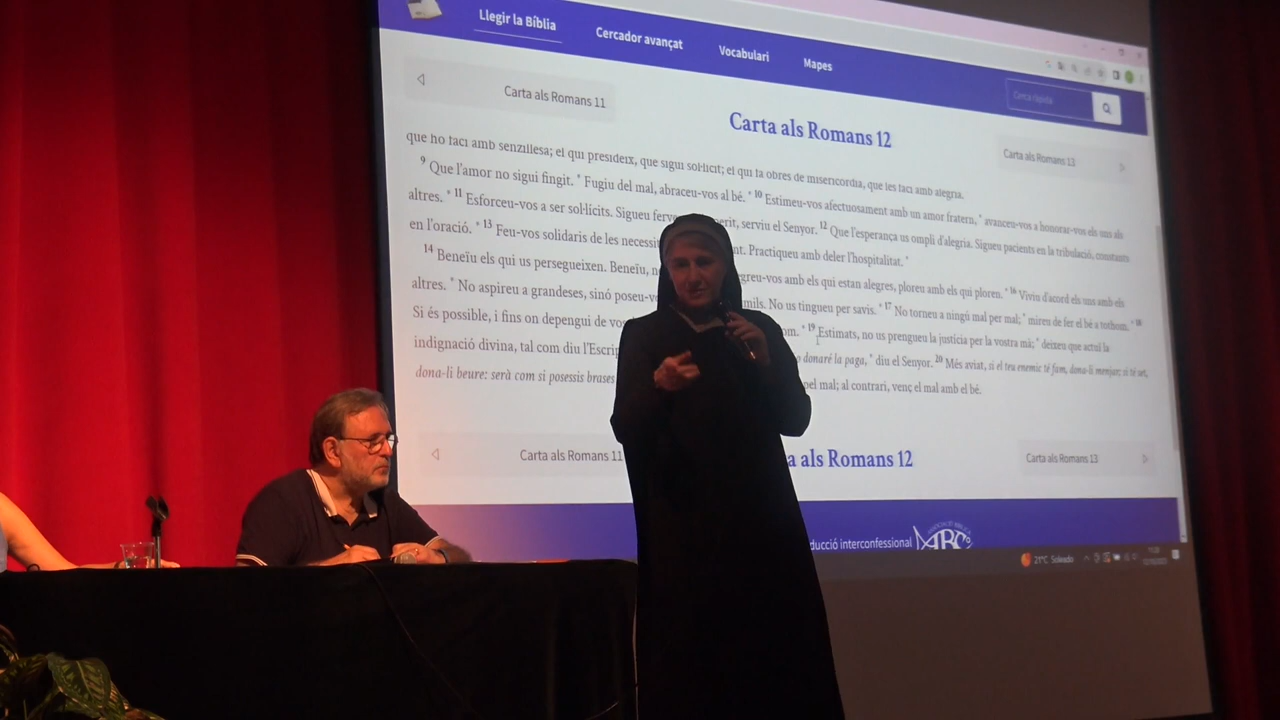 Llegir la Bíblia
Cercador avançat
Vocabulari
Mapes
Carta als Romans 11
Carta als Romans 12
Carta als Romans 13
que ho faci amb senzillesa; el qui presideix, que sigui sol·lícit; el qui fa obres de misericòrdia, que les faci amb alegria.
9 Que l'amor no sigui fingit. * Fugiu del mal, abraceu-vos al bé. * 10 Estimeu-vos afectuosament amb un amor fratern, * avanceu-vos a honorar-vos els uns als
altres. * 11 Esforceu-vos a ser sol·lícits. Sigueu perit, serviu el Senyor. 12 Que l'esperança us ompli d'alegria. Sigueu pacients en la tribulació, constants
en l'oració. * 13 Feu-vos solidaris de les nt. Practiqueu amb deler l'hospitalitat. *
14 Beneïu els qui us persegueixen. Beneïu, egreu-vos amb els qui estan alegres, ploreu amb els qui ploren. * 16 Viviu d'acord els uns amb els
altres. * No aspireu a grandeses, sinó poseu-v mils. No us tingueu per savis. * 17 No torneu a ningú mal per mal; * mireu de fer el bé a tothom. * 18
Si és possible, i fins on depengui de vos om. * 19 Estimats, no us prengueu la justícia per la vostra mà; * deixeu que actuï la
indignació divina, tal com diu l'Escrip o donaré la paga, * diu el Senyor. 20 Més aviat, si el teu enemic té fam, dona-li menjar; si té set,
dona-li beure: serà com si posessis brases pel mal; al contrari, venç el mal amb el bé.
Carta als Romans 11
a als Romans 12
Carta als Romans 13
ducció interconfessional
21°C Soleado